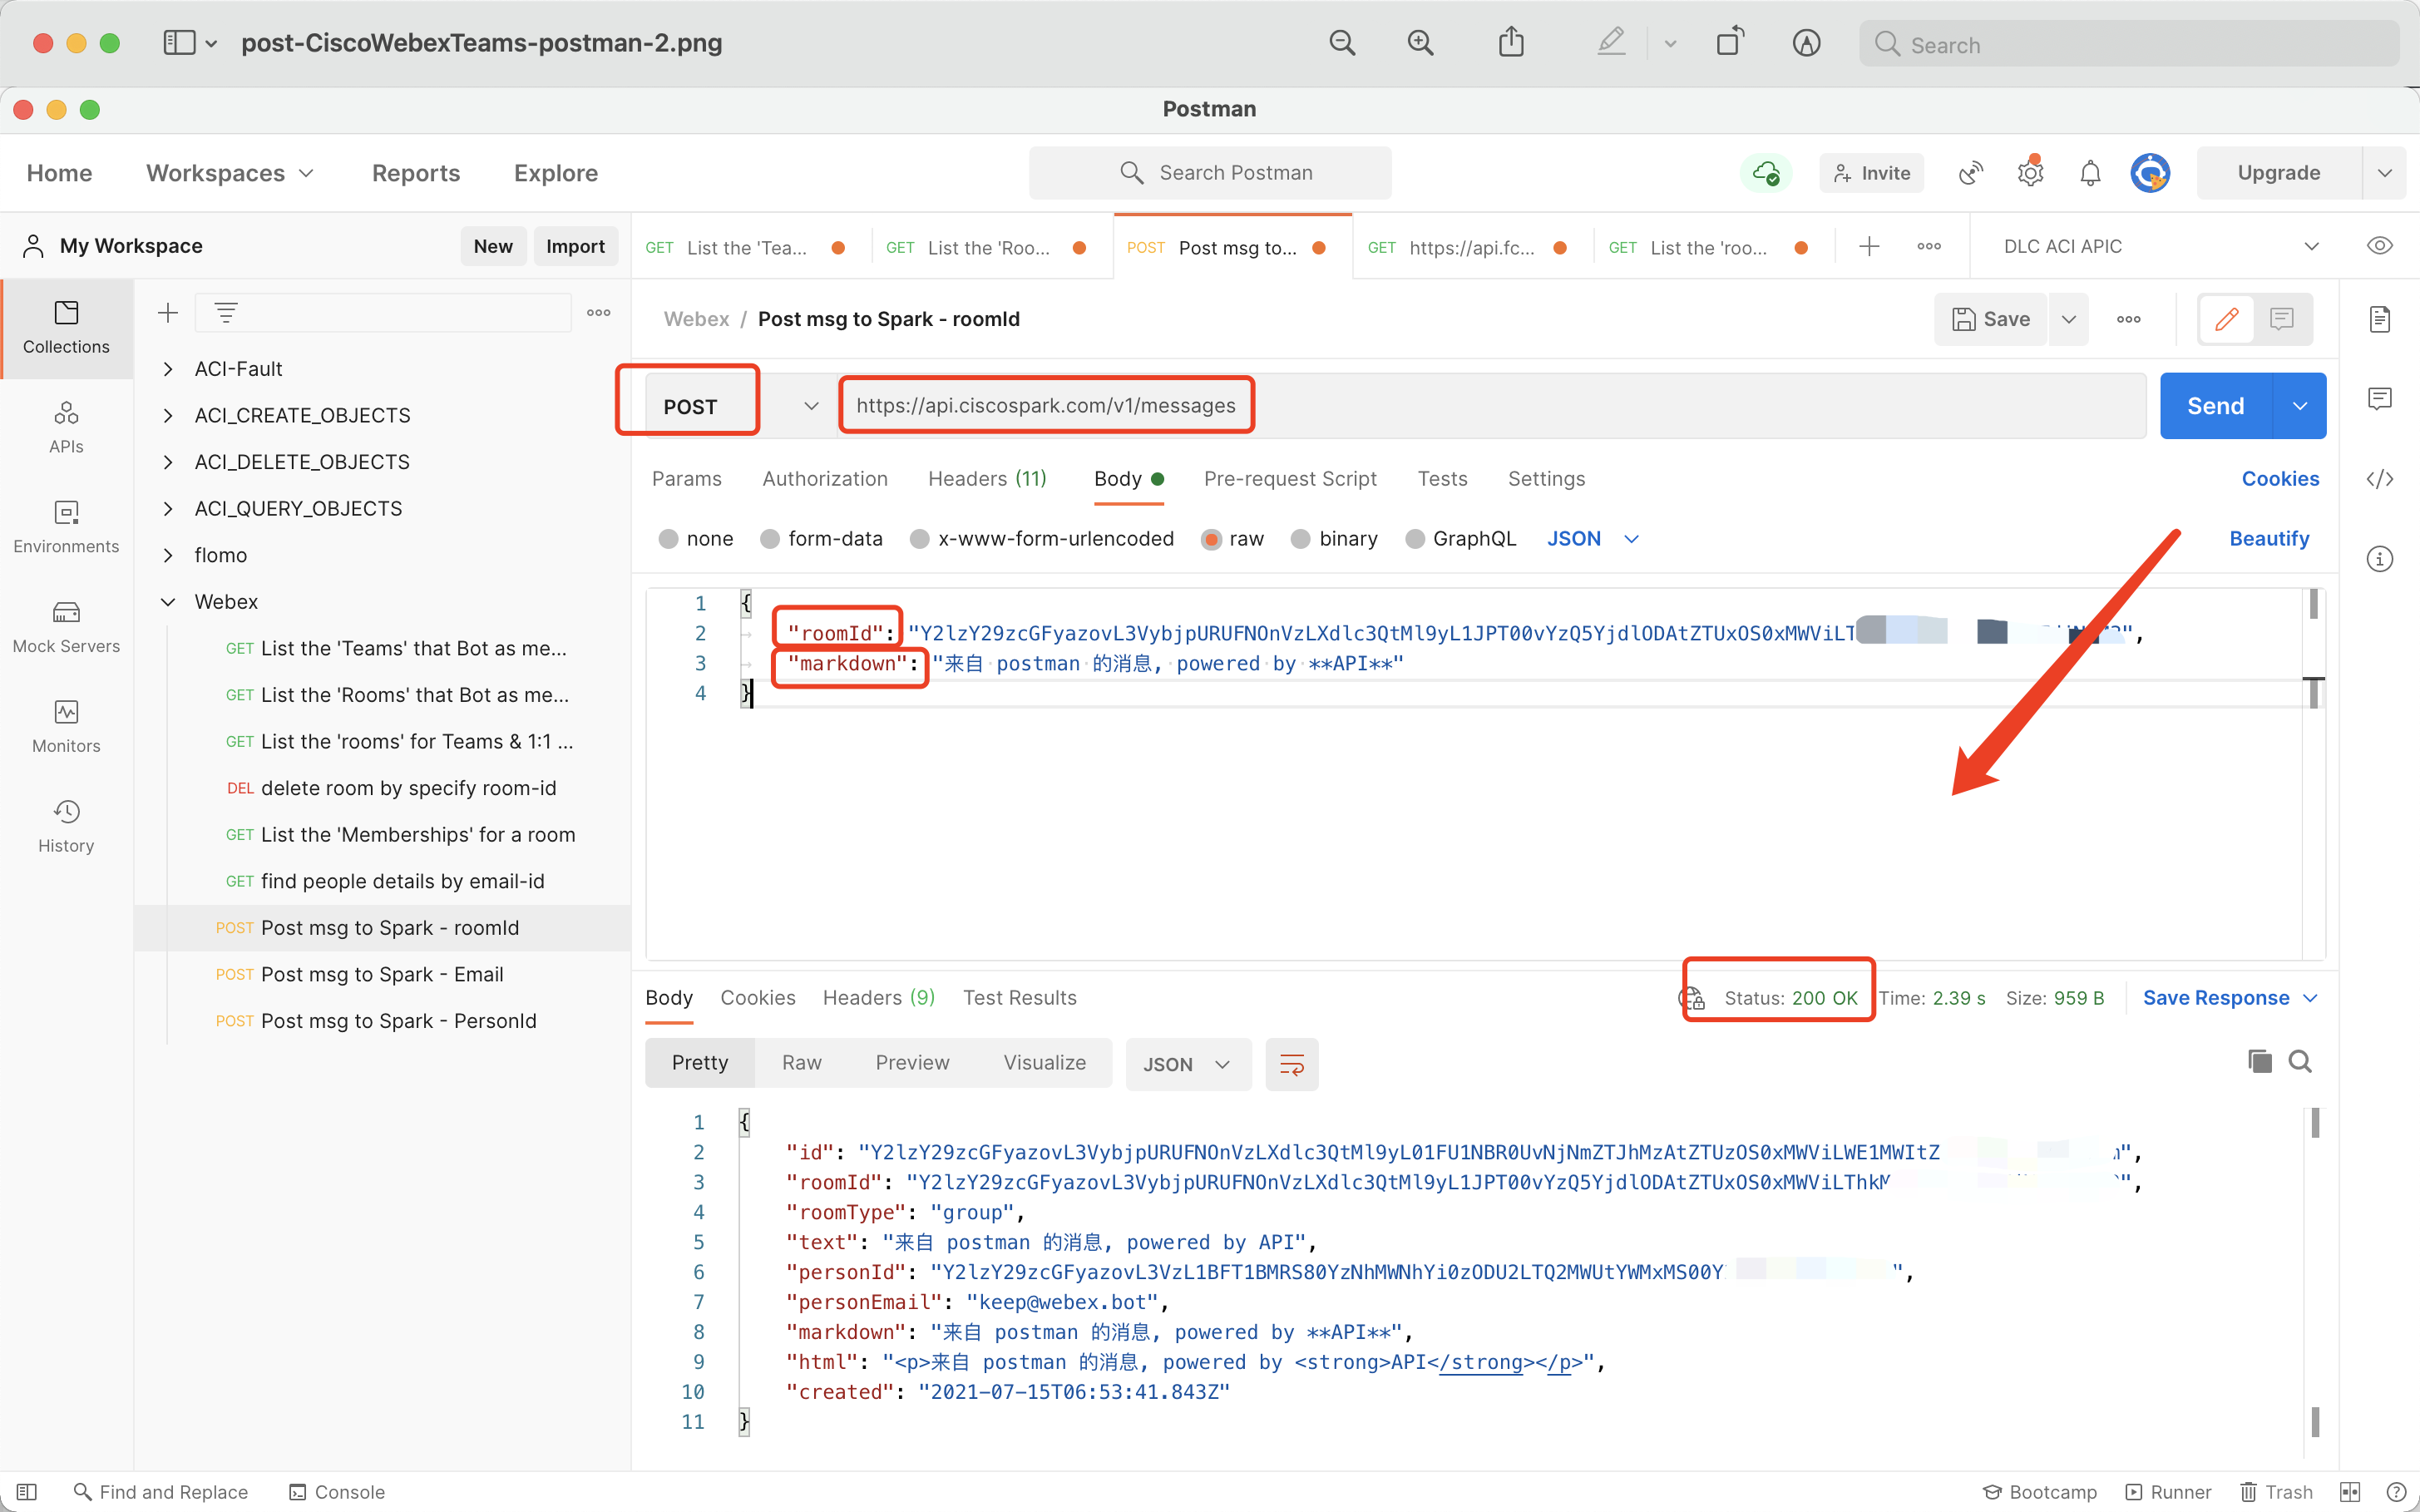 post-CiscoWebexTeams-postman-2.png
Search
Postman
Home
Workspaces
Reports
Explore
Search Postman
Invite
Upgrade
My Workspace
New
Import
GET List the 'Tea...
GET List the 'Roo...
POST Post msg to...
GET https://api.fc...
GET List the 'roo...
DLC ACI APIC
Collections
APIs
Environments
Mock Servers
Monitors
History
ACI-Fault
ACI_CREATE_OBJECTS
ACI_DELETE_OBJECTS
ACI_QUERY_OBJECTS
flomo
Webex
GET List the 'Teams' that Bot as me...
GET List the 'Rooms' that Bot as me...
GET List the 'rooms' for Teams & 1:1 ...
DEL delete room by specify room-id
GET List the 'Memberships' for a room
GET find people details by email-id
POST Post msg to Spark - roomId
POST Post msg to Spark - Email
POST Post msg to Spark - PersonId
Webex / Post msg to Spark - roomId
Save
POST
https://api.ciscospark.com/v1/messages
Send
Params
Authorization
Headers (11)
Body
Pre-request Script
Tests
Settings
Cookies
none
form-data
x-www-form-urlencoded
raw
binary
GraphQL
JSON
Beautify
1 {
2 "roomId": "Y2lzY29zcGFyazovL3VybjpURUFNOnVzLXdlc3QtMl9yL1JPT00vYzQ5YjdlODAtZTUxOS0xMWViLT
3 "markdown": "来自 postman 的消息, powered by **API**"
4 }
Body
Cookies
Headers (9)
Test Results
Status: 200 OK
Time: 2.39 s
Size: 959 B
Save Response
Pretty
Raw
Preview
Visualize
JSON
1 {
2 "id": "Y2lzY29zcGFyazovL3VybjpURUFNOnVzLXdlc3QtMl9yL01FU1NBR0UvNjNmZTJhMzAtZTUzOS0xMWViLWE1MWItZ
3 "roomId": "Y2lzY29zcGFyazovL3VybjpURUFNOnVzLXdlc3QtMl9yL1JPT00vYzQ5YjdlODAtZTUxOS0xMWViLThkM
4 "roomType": "group",
5 "text": "来自 postman 的消息, powered by API",
6 "personId": "Y2lzY29zcGFyazovL3VzL1BFT1BMRS80YzNhMWNhYi0zODU2LTQ2MWUtYWMxMS00Y
7 "personEmail": "keep@webex.bot",
8 "markdown": "来自 postman 的消息, powered by **API**",
9 "html": "<p>来自 postman 的消息, powered by <strong>API</strong></p>",
10 "created": "2021-07-15T06:53:41.843Z"
11 }
Find and Replace
Console
Bootcamp
Runner
Trash